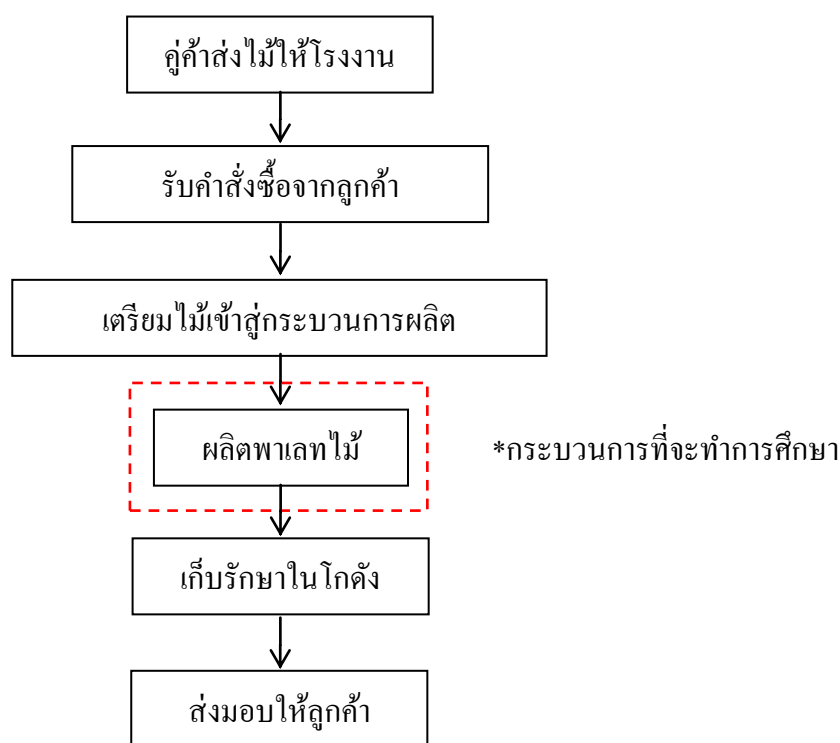 คู่ค้าส่งไม้ให้โรงงาน
รับคำสั่งซื้อจากลูกค้า
เตรียมไม้เข้าสู่กระบวนการผลิต
ผลิตพาเลทไม้
*กระบวนการที่จะทำการศึกษา
เก็บรักษาในโกดัง
ส่งมอบให้ลูกค้า